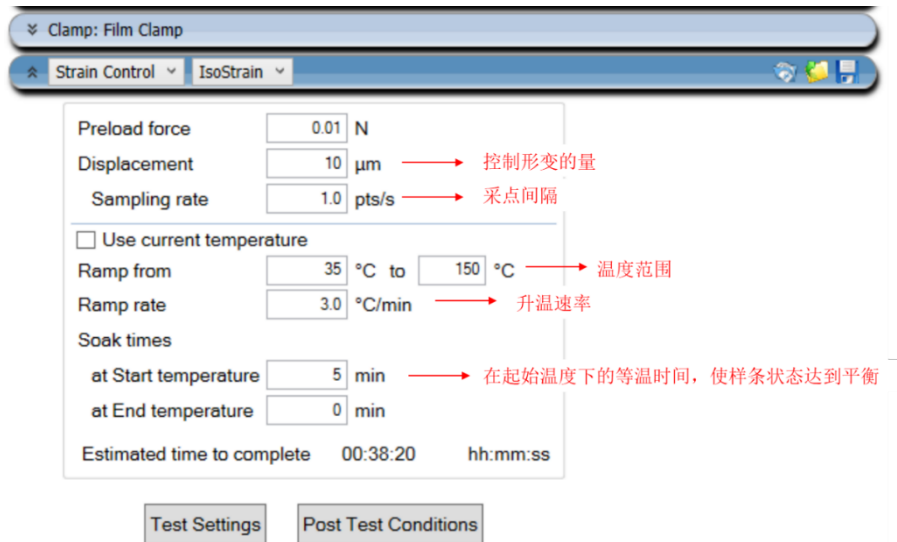 Clamp: Film Clamp
Strain Control IsoStrain
Preload force 0.01 N
Displacement 10 µm 控制形变的量
Sampling rate 1.0 pts/s 采点间隔
Use current temperature
Ramp from 35 °C to 150 °C 温度范围
Ramp rate 3.0 °C/min 升温速率
Soak times
at Start temperature 5 min 在起始温度下的等温时间，使样条状态达到平衡
at End temperature 0 min
Estimated time to complete 00:38:20 hh:mm:ss
Test Settings Post Test Conditions